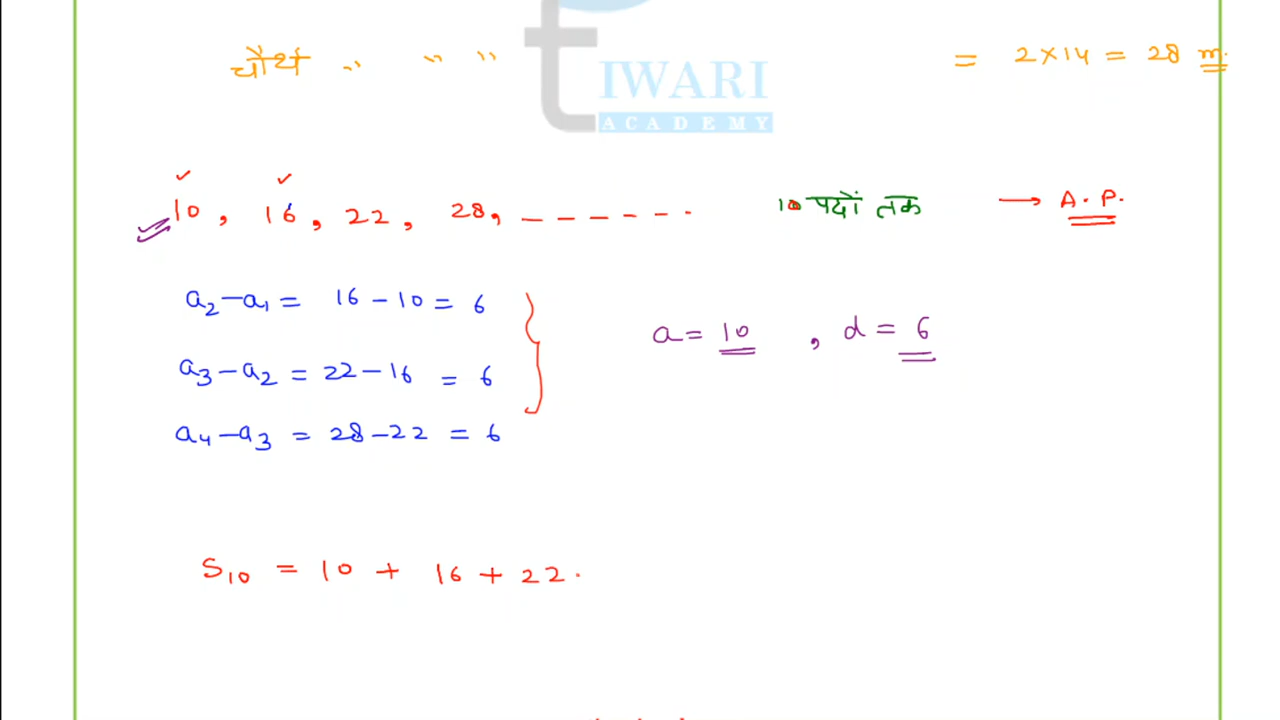 चौथे " " " = 2×14 = 28 m.
TIWARI
ACADEMY
10, 16, 22, 28, ------. 10 पदों तक → A.P.
a2-a1 = 16-10 = 6
a = 10, d = 6
a3-a2 = 22-16 = 6
a4-a3 = 28-22 = 6
S10 = 10 + 16 + 22.